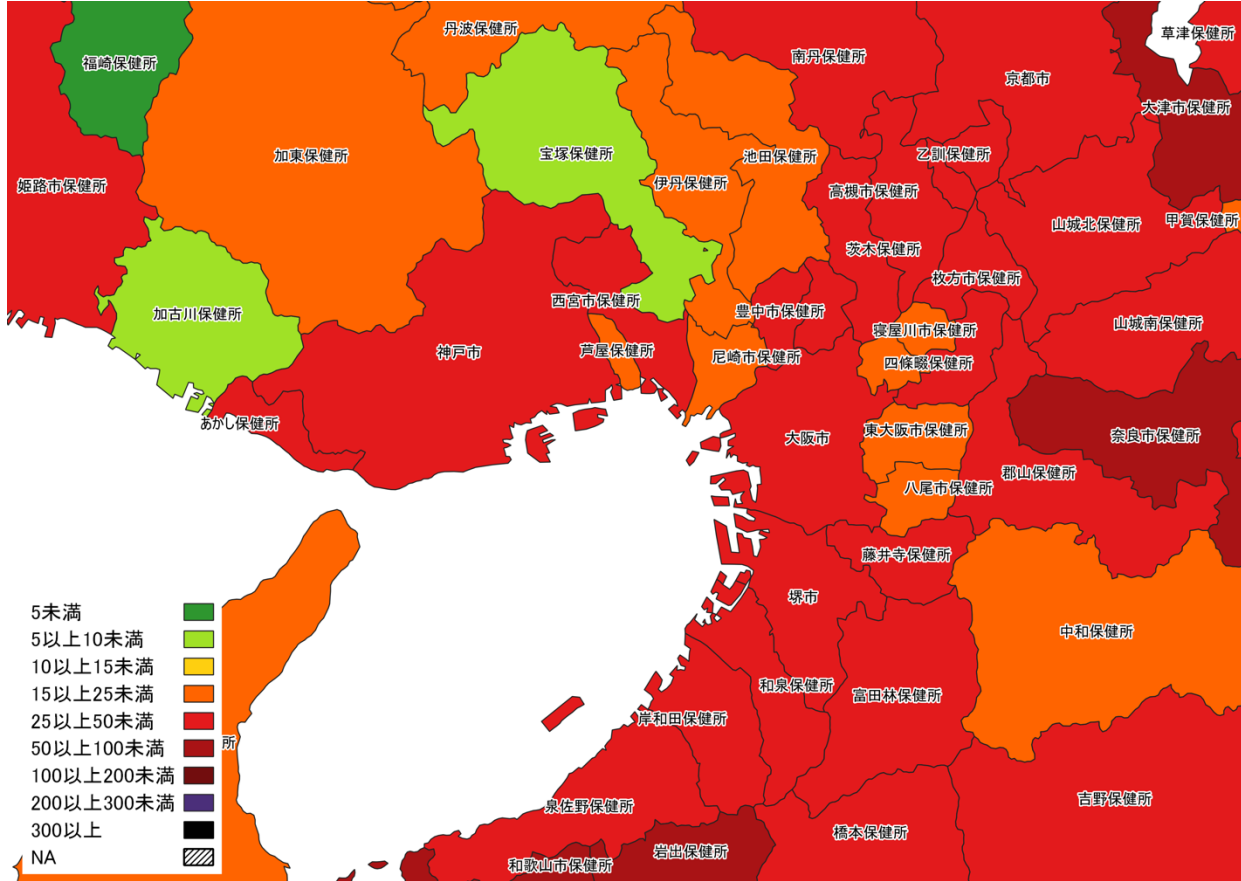 丹波保健所
草津保健所
福崎保健所
南丹保健所
京都市
大津市保健所
加東保健所
宝塚保健所
池田保健所
乙訓保健所
姫路市保健所
伊丹保健所
高槻市保健所
山城北保健所
甲賀保健所
茨木保健所
枚方市保健所
西宮市保健所
加古川保健所
豊中市保健所
寝屋川市保健所
山城南保健所
神戸市
芦屋保健所
尼崎市保健所
四條畷保健所
あかし保健所
大阪市
東大阪市保健所
奈良市保健所
郡山保健所
八尾市保健所
藤井寺保健所
堺市
中和保健所
和泉保健所
富田林保健所
岸和田保健所
所
泉佐野保健所
吉野保健所
橋本保健所
岩出保健所
和歌山市保健所
5未満
5以上10未満
10以上15未満
15以上25未満
25以上50未満
50以上100未満
100以上200未満
200以上300未満
300以上
NA